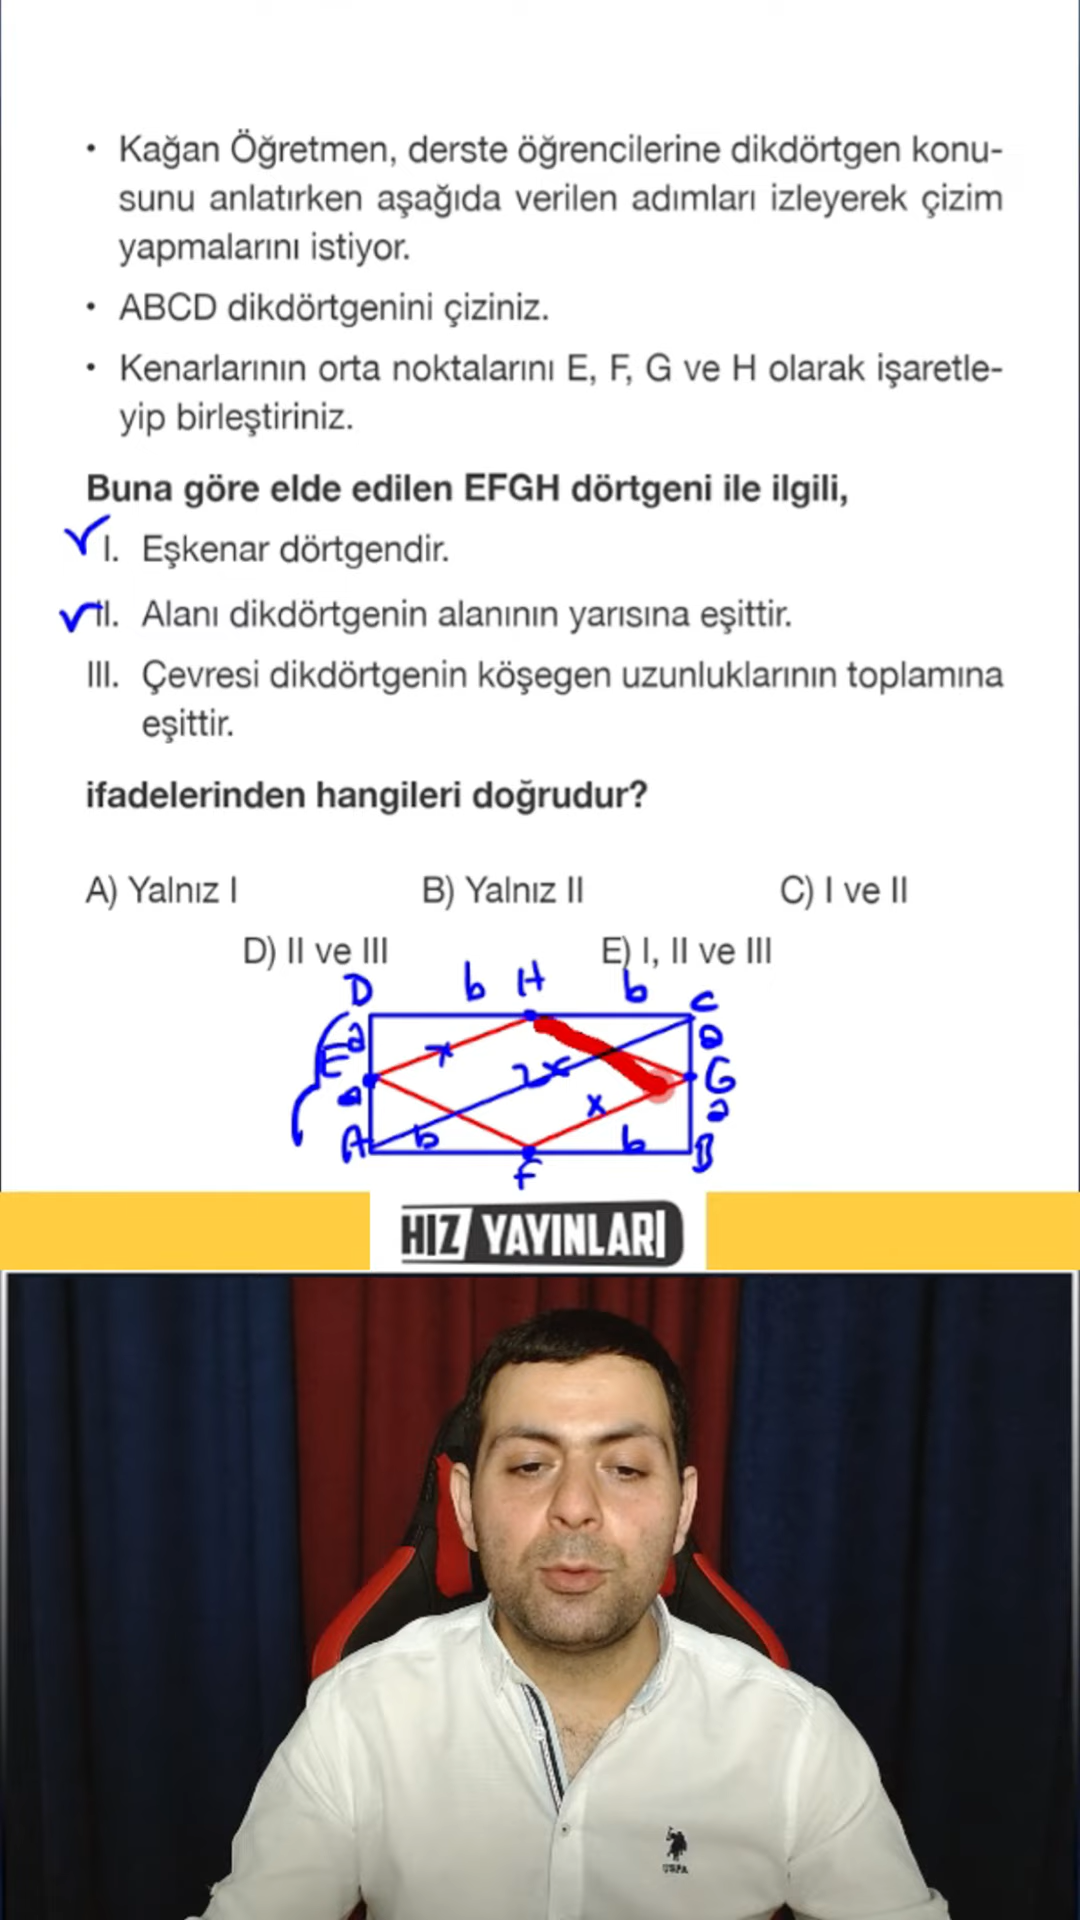 • Kağan Öğretmen, derste öğrencilerine dikdörtgen konu-
sunu anlatırken aşağıda verilen adımları izleyerek çizim
yapmalarını istiyor.
• ABCD dikdörtgenini çiziniz.
• Kenarlarının orta noktalarını E, F, G ve H olarak işaretle-
yip birleştiriniz.
Buna göre elde edilen EFGH dörtgeni ile ilgili,
I. Eşkenar dörtgendir.
II. Alanı dikdörtgenin alanının yarısına eşittir.
III. Çevresi dikdörtgenin köşegen uzunluklarının toplamına
eşittir.
ifadelerinden hangileri doğrudur?
A) Yalnız I B) Yalnız II C) I ve II
D) II ve III E) I, II ve III
D b H b C
a a
E x 2x G
a x a
A b b B
F
HIZ YAYINLARI
USPA